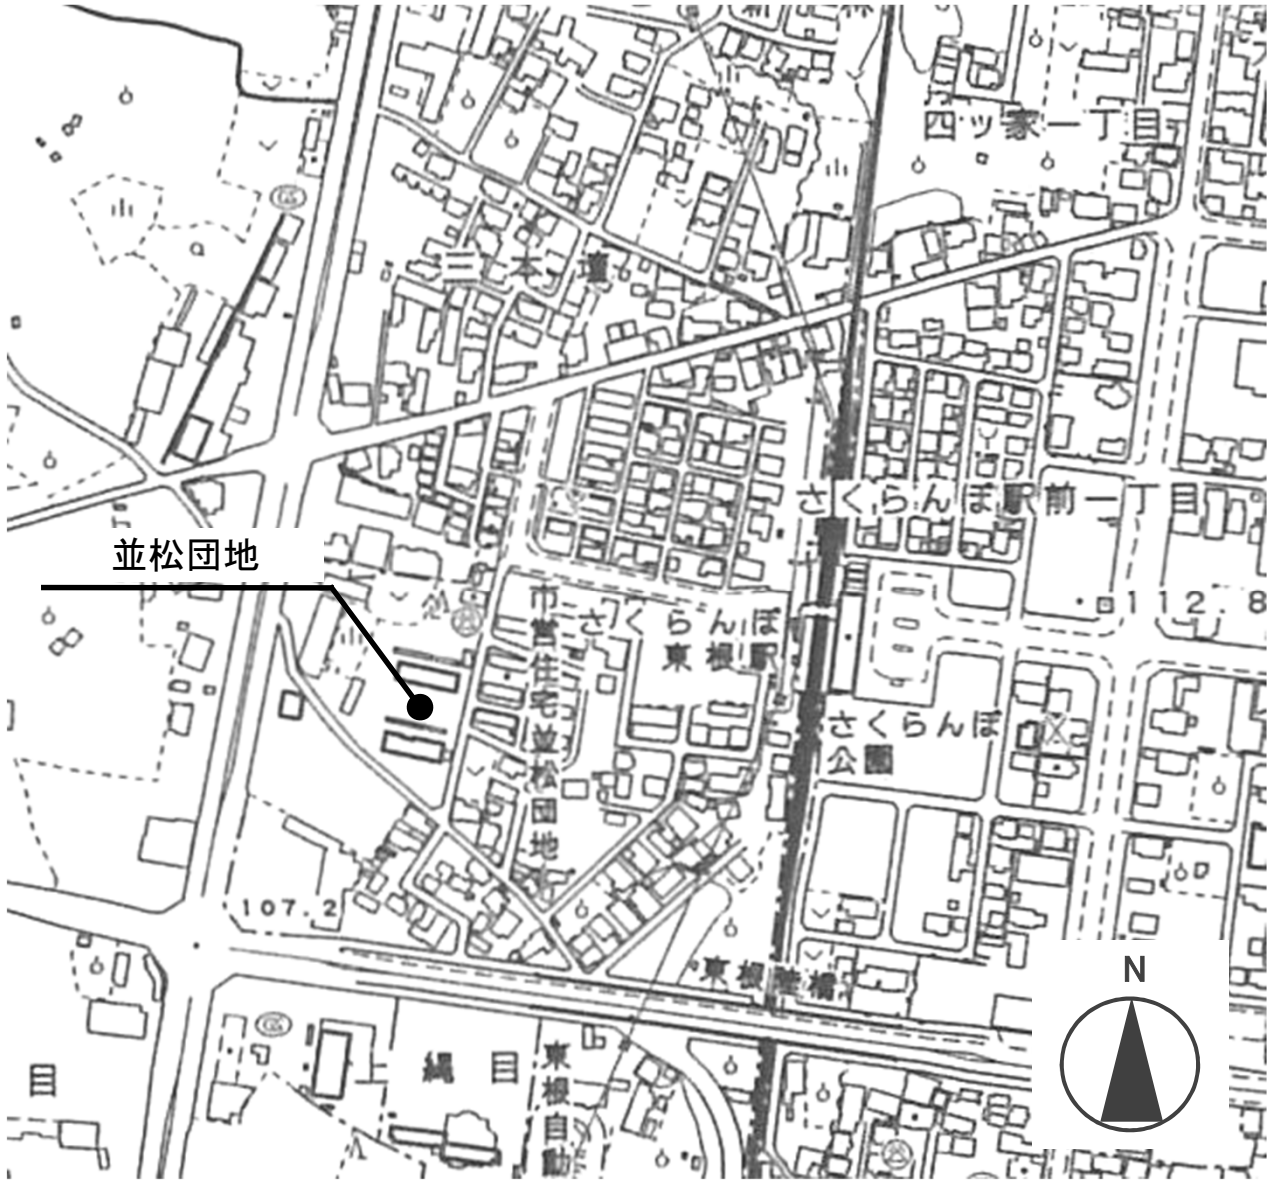 四ッ家一丁目
三本壇
さくらんぼ駅前一丁目
並松団地
112.8
市営住宅並松団地
さくらんぼ
東根駅
さくらんぼ
公園
107.2
東根陸橋
N
縄目
目
東根自動